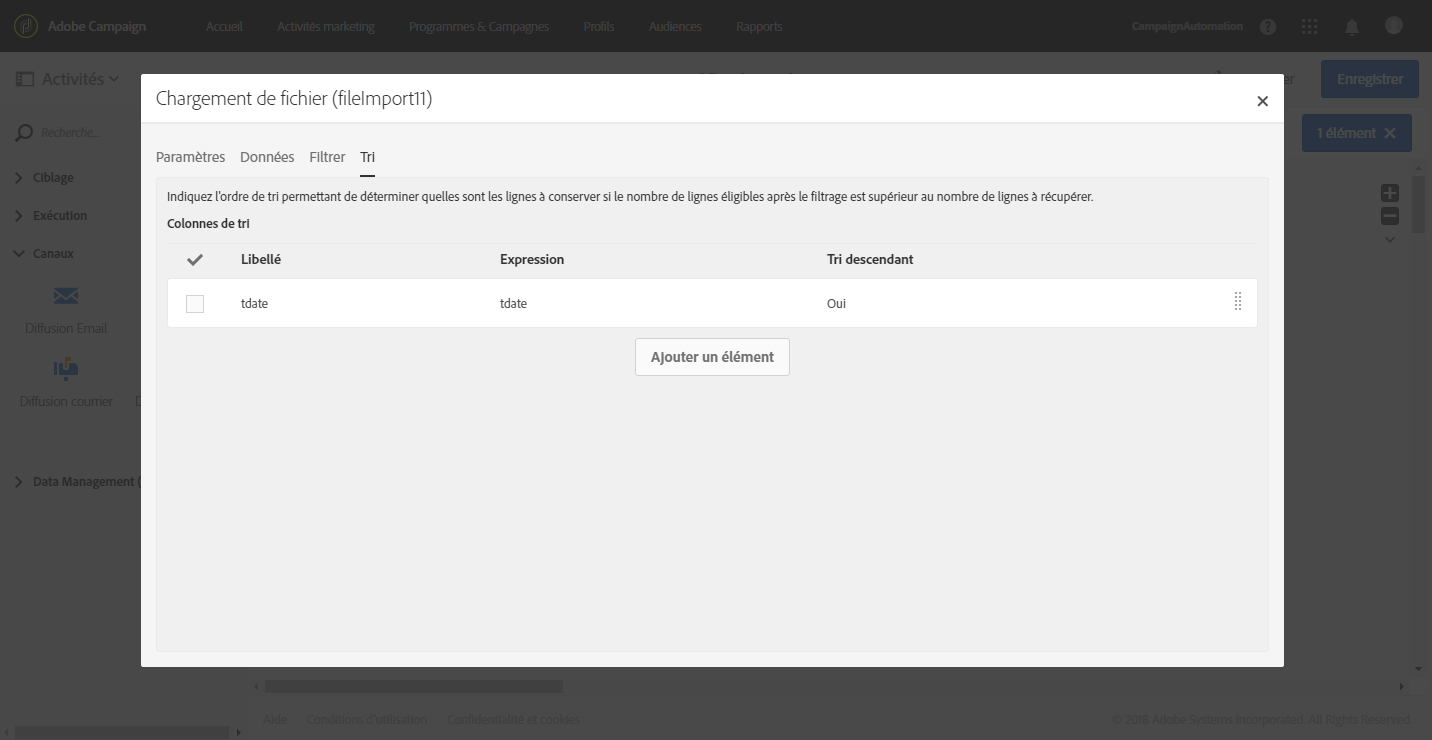 Adobe Campaign
Accueil
Activités marketing
Programmes & Campagnes
Profils
Audiences
Rapports
CampaignAutomation
Activités
er
Enregistrer
Recherche...
1 élément
Ciblage
Exécution
Canaux
Diffusion Email
Diffusion courrier
D
Data Management (
Chargement de fichier (fileImport11)
Paramètres
Données
Filtrer
Tri
Indiquez l'ordre de tri permettant de déterminer quelles sont les lignes à conserver si le nombre de lignes éligibles après le filtrage est supérieur au nombre de lignes à récupérer.
Colonnes de tri
Libellé
Expression
Tri descendant
tdate
tdate
Oui
Ajouter un élément
Aide
Conditions d'utilisation
Confidentialité et cookies
© 2018 Adobe Systems Incorporated. All Rights Reserved.